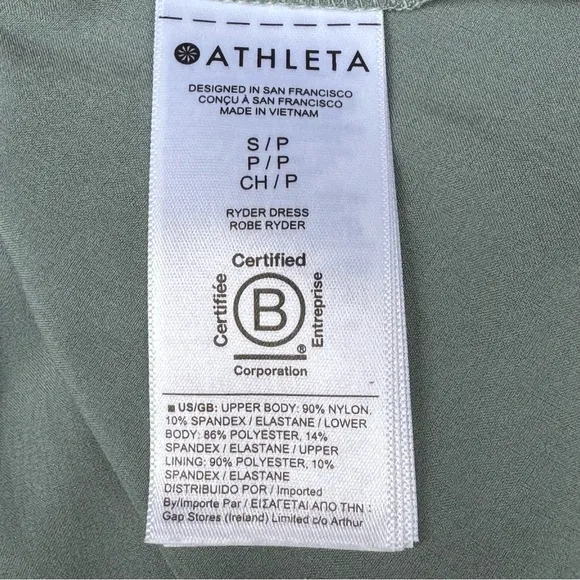 ATHLETA
DESIGNED IN SAN FRANCISCO
CONÇU À SAN FRANCISCO
MADE IN VIETNAM
S / P
P / P
CH / P
RYDER DRESS
ROBE RYDER
Certified
Certifiée
B
Entreprise
®
Corporation
■ US/GB: UPPER BODY: 90% NYLON,
10% SPANDEX / ELASTANE / LOWER
BODY: 86% POLYESTER, 14%
SPANDEX / ELASTANE / UPPER
LINING: 90% POLYESTER, 10%
SPANDEX / ELASTANE
DISTRIBUIDO POR / Imported
By/Importe Par / ΕΙΣΑΓΕΤΑΙ ΑΠΟ ΤΗΝ :
Gap Stores (Ireland) Limited c/o Arthur